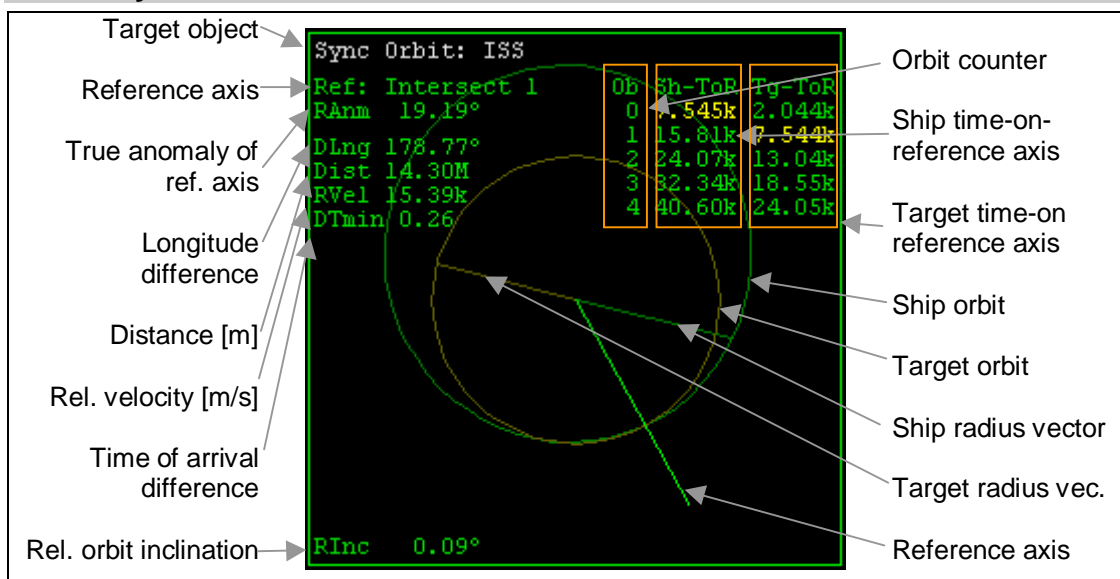 Target object
Reference axis
True anomaly of
ref. axis
Longitude
difference
Distance [m]
Rel. velocity [m/s]
Time of arrival
difference
Rel. orbit inclination
Sync Orbit: ISS
Ref: Intersect 1
RAnm 19.19°
DLng 178.77°
Dist 14.30M
RVel 15.39k
DTmin 0.26
Ob Sh-ToR Tg-ToR
0 7.545k 2.044k
1 15.81k 7.544k
2 24.07k 13.04k
3 32.34k 18.55k
4 40.60k 24.05k
RInc 0.09°
Orbit counter
Ship time-on-
reference axis
Target time-on
reference axis
Ship orbit
Target orbit
Ship radius vector
Target radius vec.
Reference axis